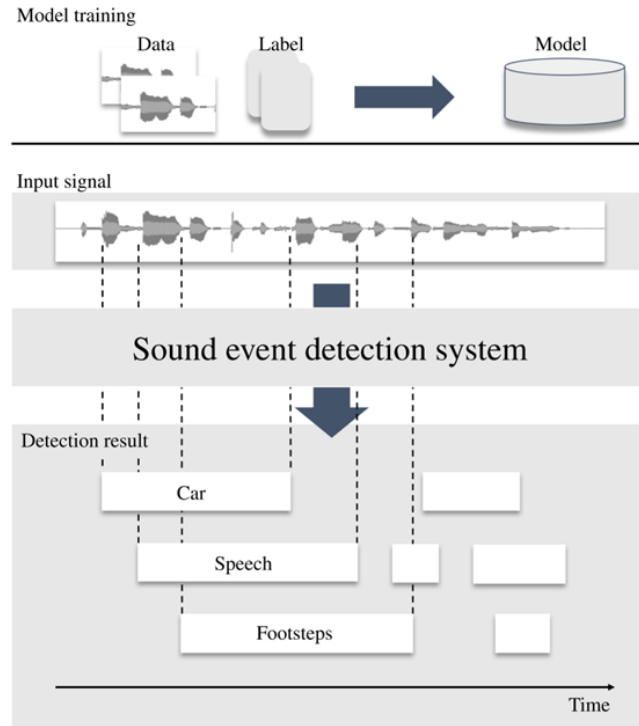 Model training
Data
Label
Model
Input signal
Sound event detection system
Detection result
Car
Speech
Footsteps
Time